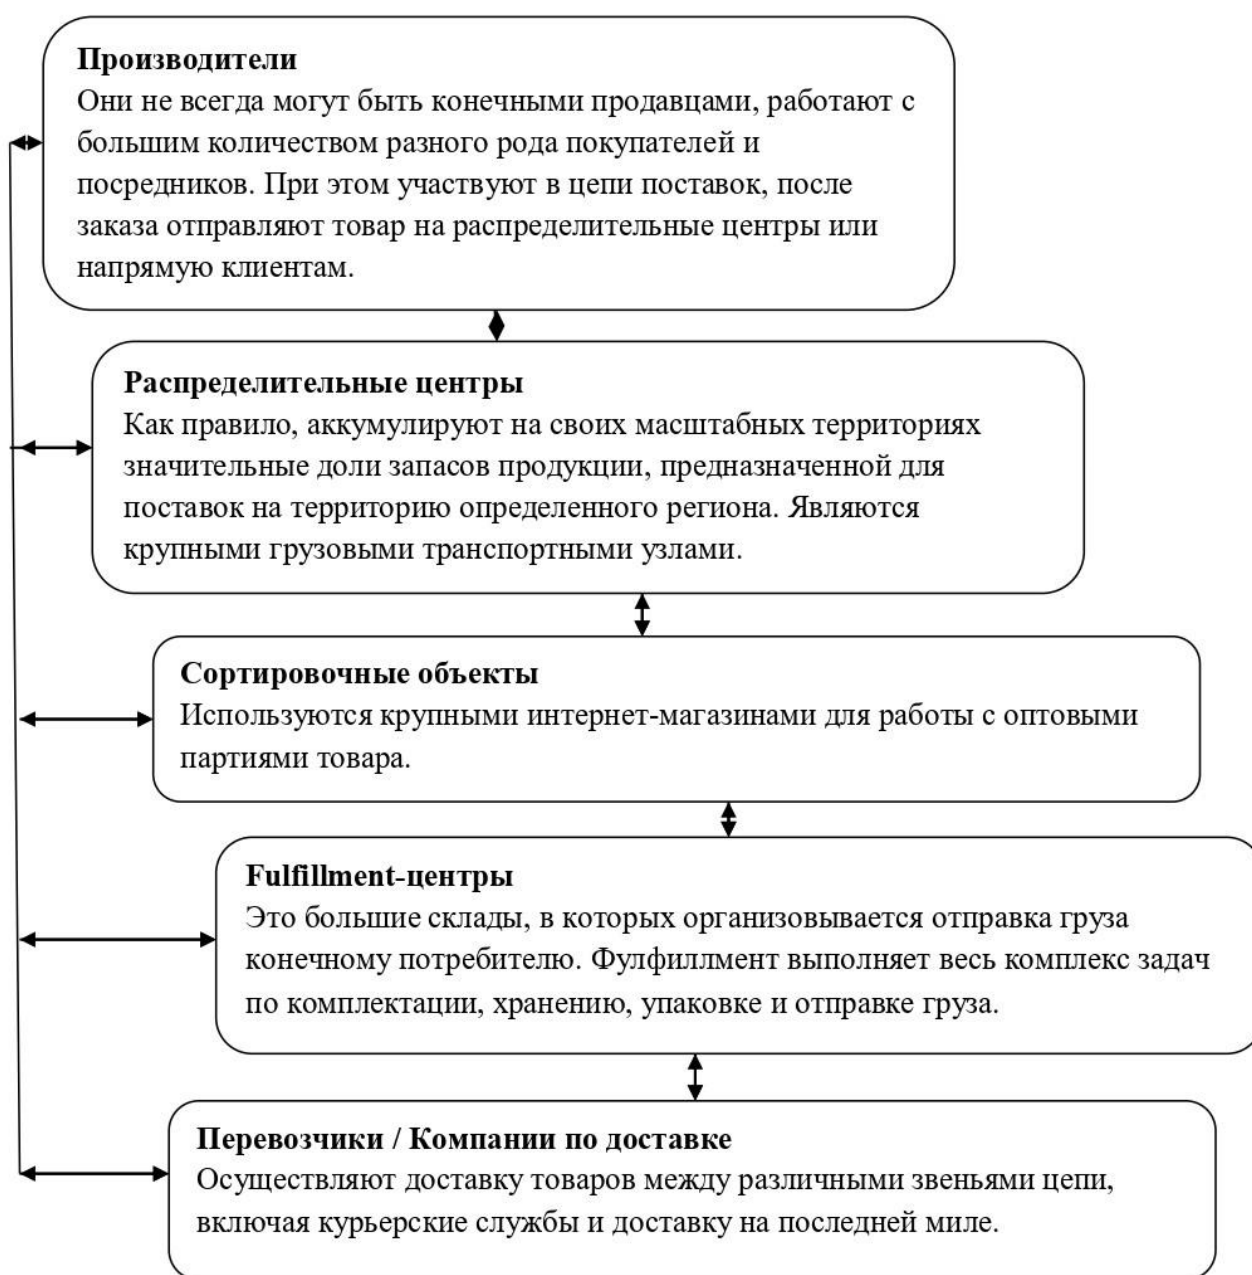 Производители
Они не всегда могут быть конечными продавцами, работают с
большим количеством разного рода покупателей и
посредников. При этом участвуют в цепи поставок, после
заказа отправляют товар на распределительные центры или
напрямую клиентам.
Распределительные центры
Как правило, аккумулируют на своих масштабных территориях
значительные доли запасов продукции, предназначенной для
поставок на территорию определенного региона. Являются
крупными грузовыми транспортными узлами.
Сортировочные объекты
Используются крупными интернет-магазинами для работы с оптовыми
партиями товара.
Fulfillment-центры
Это большие склады, в которых организовывается отправка груза
конечному потребителю. Фулфиллмент выполняет весь комплекс задач
по комплектации, хранению, упаковке и отправке груза.
Перевозчики / Компании по доставке
Осуществляют доставку товаров между различными звеньями цепи,
включая курьерские службы и доставку на последней миле.